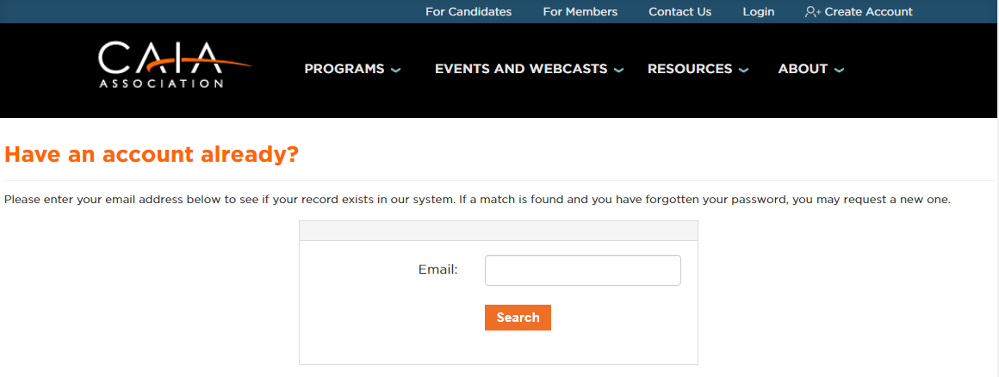 For Candidates For Members Contact Us Login Create Account
CAIA
ASSOCIATION
PROGRAMS EVENTS AND WEBCASTS RESOURCES ABOUT
Have an account already?
Please enter your email address below to see if your record exists in our system. If a match is found and you have forgotten your password, you may request a new one.
Email:
Search